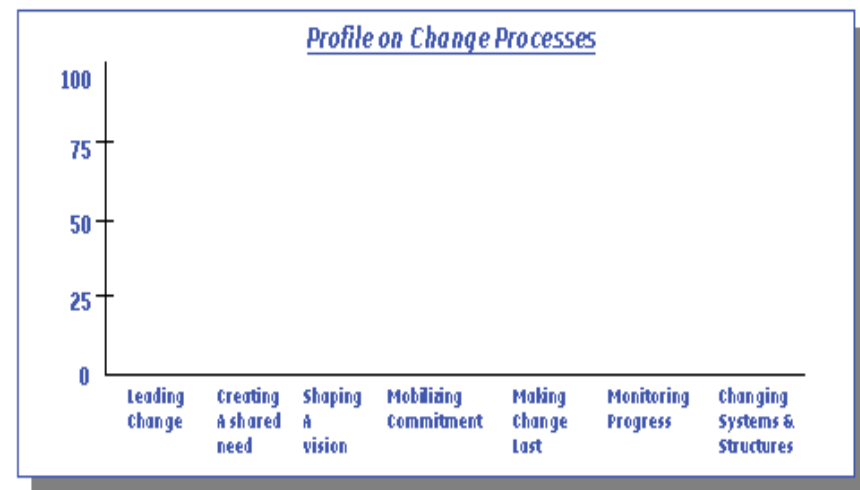 Profile on Change Processes
100
75
50
25
0
Leading Creating Shaping Mobilizing Making Monitoring Changing
Change A shared A Commitment Change Progress Systems &
need vision Last Structures